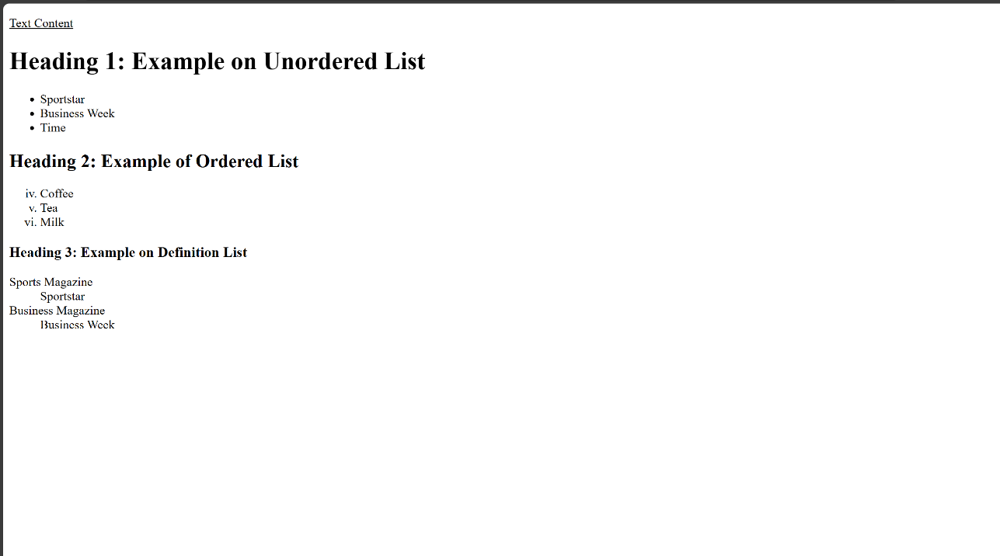 Text Content
Heading 1: Example on Unordered List
• Sportstar
• Business Week
• Time
Heading 2: Example of Ordered List
iv. Coffee
v. Tea
vi. Milk
Heading 3: Example on Definition List
Sports Magazine
Sportstar
Business Magazine
Business Week